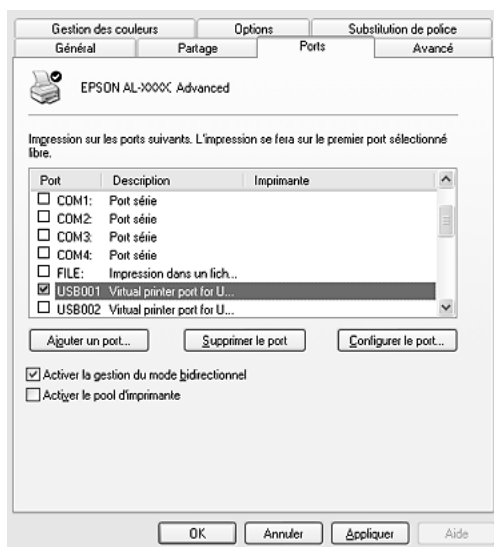 Gestion des couleurs Options Substitution de police
Général Partage Ports Avancé
EPSON AL-XXXX Advanced
Impression sur les ports suivants. L'impression se fera sur le premier port sélectionné
libre.
Port Description Imprimante
COM1: Port série
COM2: Port série
COM3: Port série
COM4: Port série
FILE: Impression dans un fich...
USB001 Virtual printer port for U...
USB002 Virtual printer port for U...
Ajouter un port... Supprimer le port Configurer le port...
Activer la gestion du mode bidirectionnel
Activer le pool d'imprimante
OK Annuler Appliquer Aide